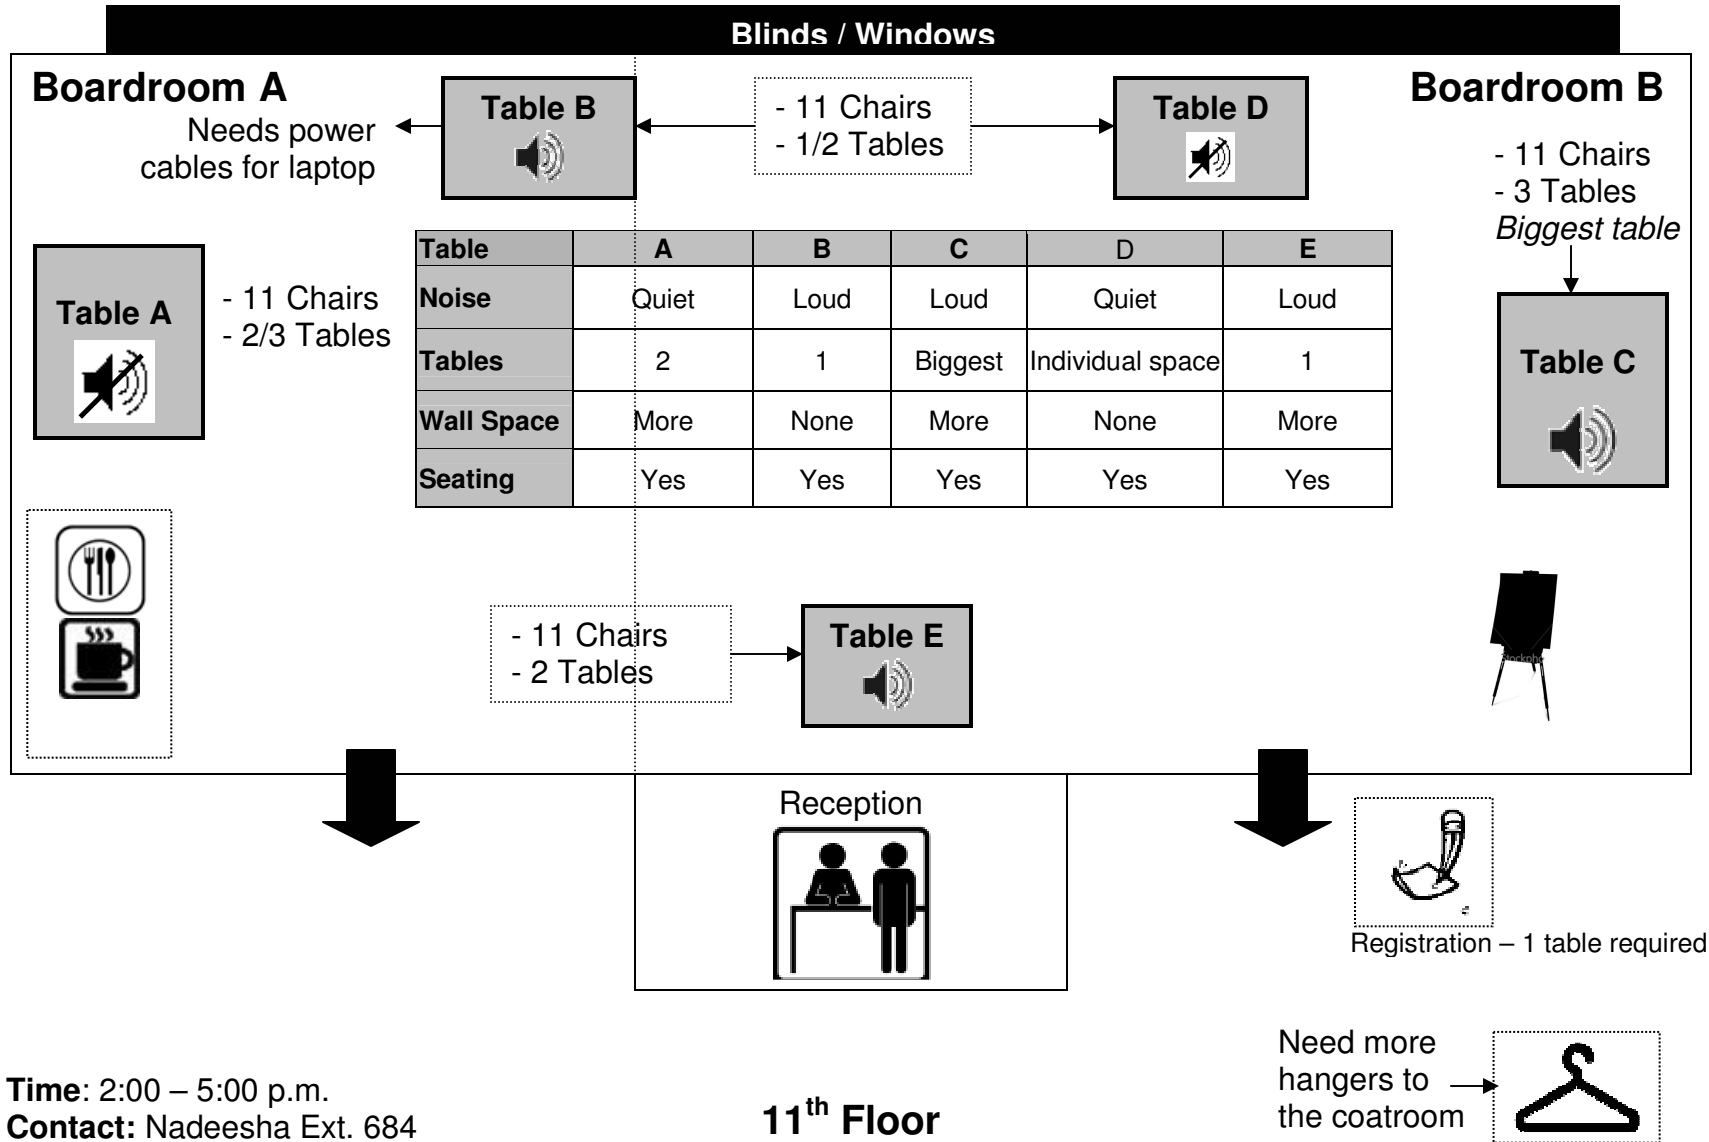 Blinds / Windows
Boardroom A
Needs power
cables for laptop
Table B
- 11 Chairs
- 1/2 Tables
Table D
Boardroom B
- 11 Chairs
- 3 Tables
Biggest table
Table A
- 11 Chairs
- 2/3 Tables
Table A B C D E
Noise Quiet Loud Loud Quiet Loud
Tables 2 1 Biggest Individual space 1
Wall Space More None More None More
Seating Yes Yes Yes Yes Yes
Table C
- 11 Chairs
- 2 Tables
Table E
Reception
Registration – 1 table required
Need more
hangers to
the coatroom
Time: 2:00 – 5:00 p.m.
Contact: Nadeesha Ext. 684
11th Floor